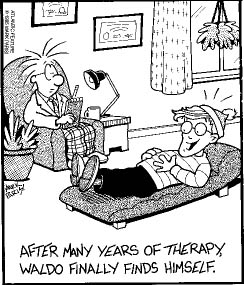 AFTER MANY YEARS OF THERAPY,
WALDO FINALLY FINDS HIMSELF.